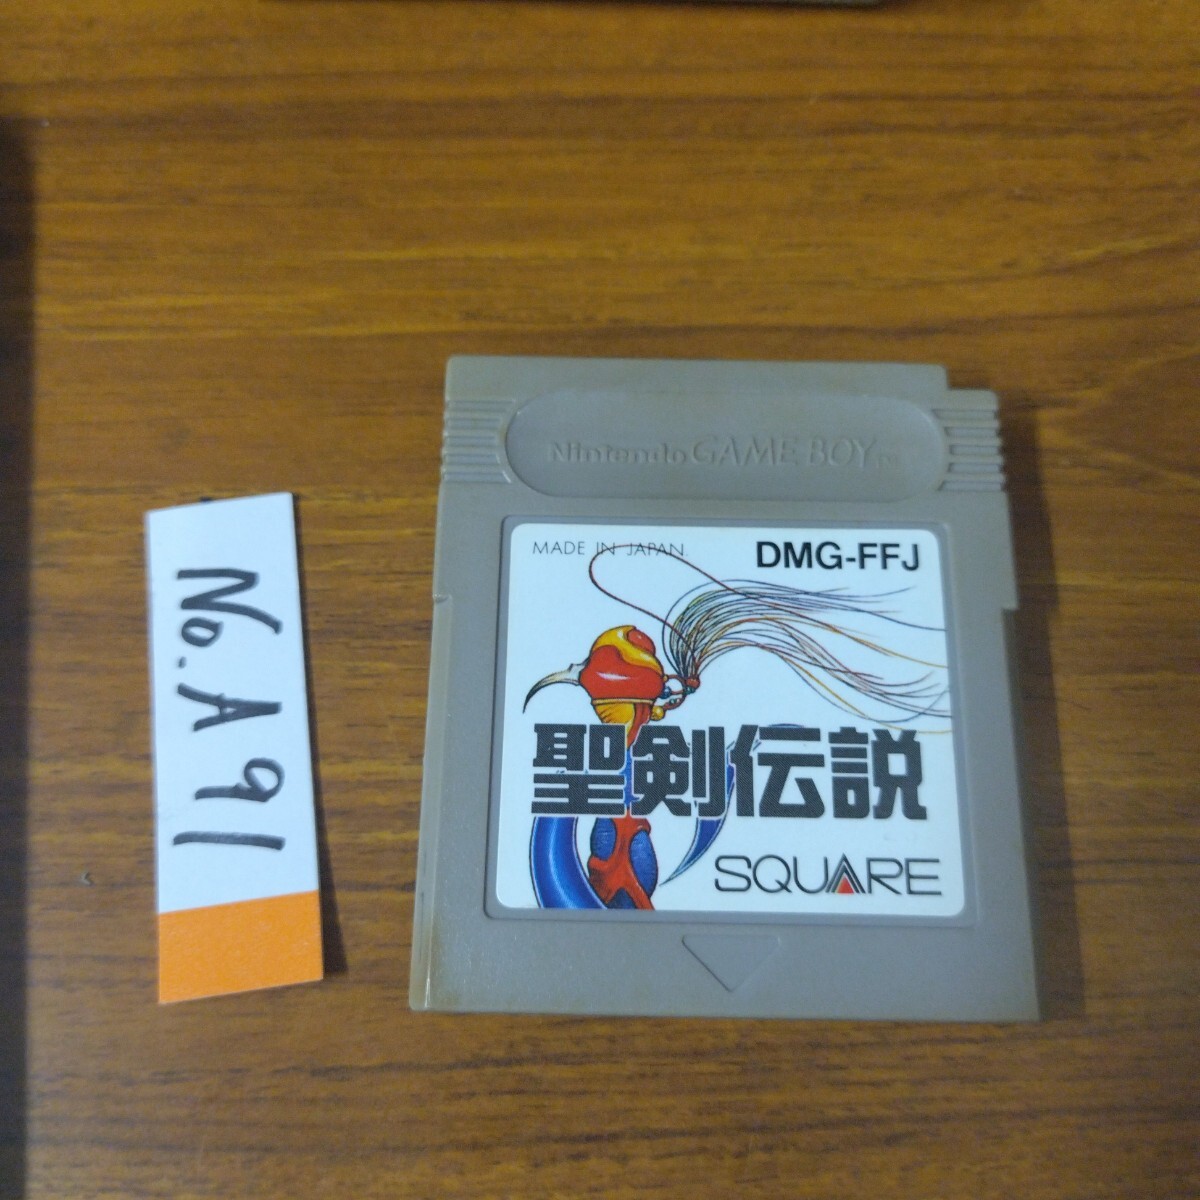 No.A91
Nintendo GAME BOY
MADE IN JAPAN
DMG-FFJ
聖剣伝説
SQUARE